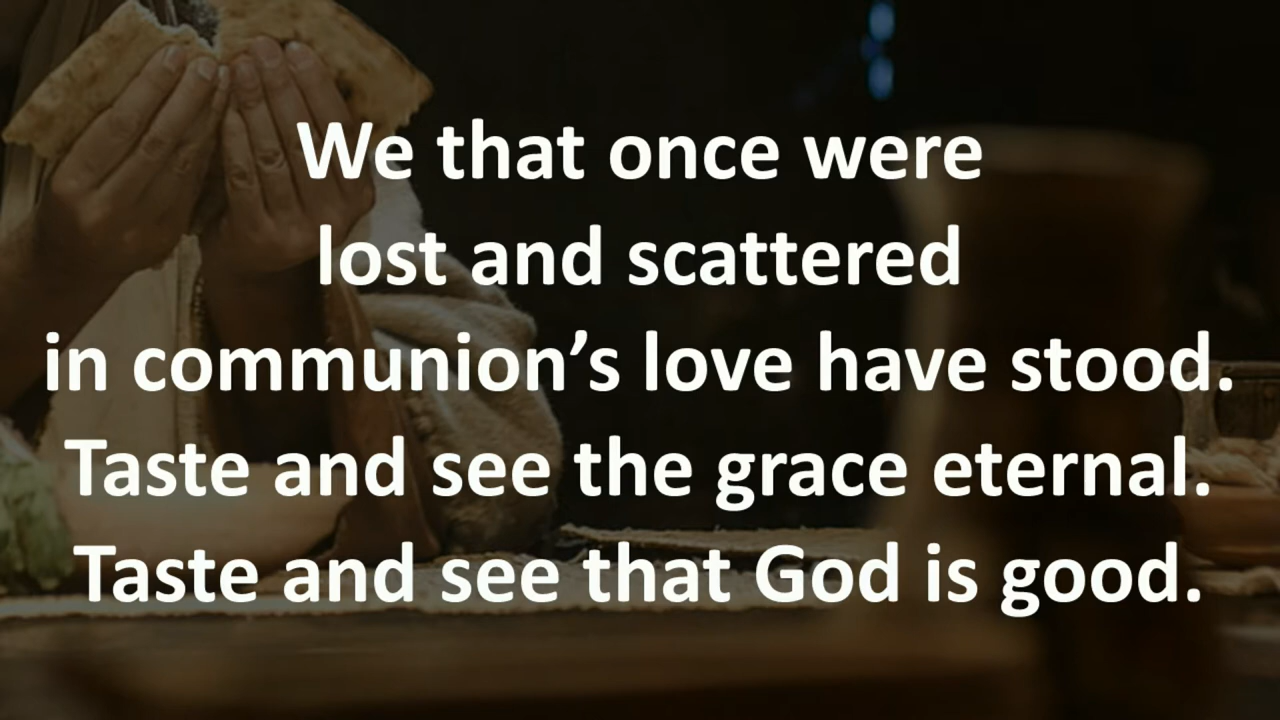 We that once were
lost and scattered
in communion’s love have stood.
Taste and see the grace eternal.
Taste and see that God is good.